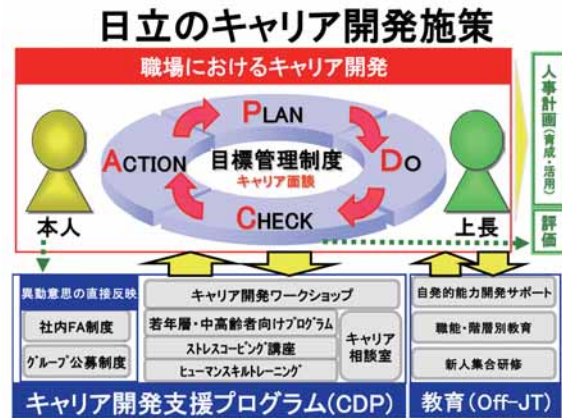 日立のキャリア開発施策
職場におけるキャリア開発
PLAN
ACTION
DO
CHECK
目標管理制度
キャリア面談
本人
上長
人事計画(育成・活用)
評価
異動意思の直接反映
社内FA制度
グループ公募制度
キャリア開発ワークショップ
若年層・中高齢者向けプログラム
ストレスコーピング講座
ヒューマンスキルトレーニング
キャリア
相談室
キャリア開発支援プログラム(CDP)
自発的能力開発サポート
職能・階層別教育
新人集合研修
教育(Off-JT)